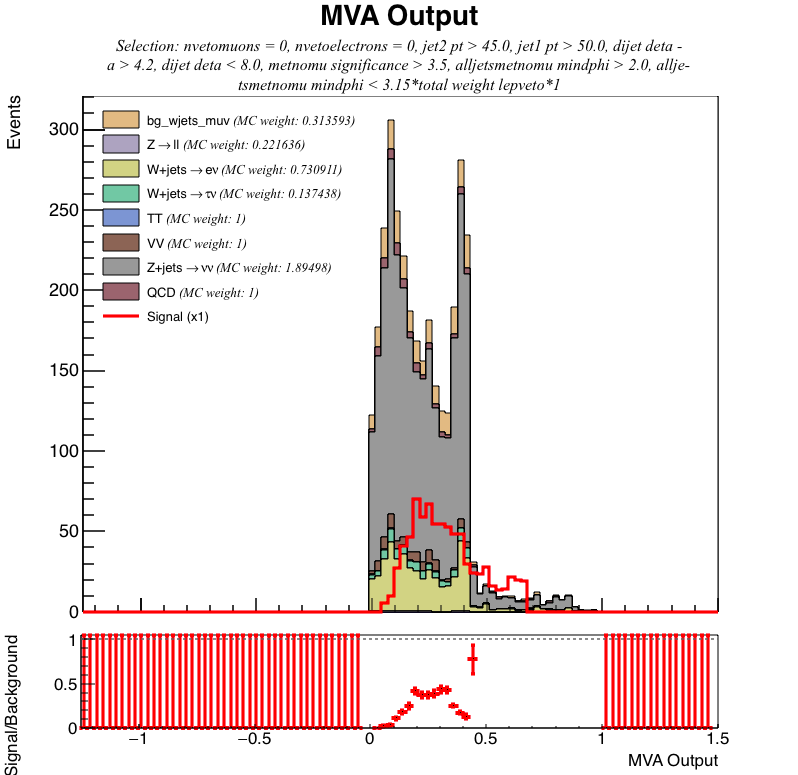 MVA Output
Selection: nvetomuons = 0, nvetoelectrons = 0, jet2 pt > 45.0, jet1 pt > 50.0, dijet deta -
a > 4.2, dijet deta < 8.0, metnomu significance > 3.5, alljetsmetnomu mindphi > 2.0, allje-
tsmetnomu mindphi < 3.15*total weight lepveto*1
Events
300
250
200
150
100
50
0
bg_wjets_muv (MC weight: 0.313593)
Z→ll (MC weight: 0.221636)
W+jets→eν (MC weight: 0.730911)
W+jets→τν (MC weight: 0.137438)
TT (MC weight: 1)
VV (MC weight: 1)
Z+jets→νν (MC weight: 1.89498)
QCD (MC weight: 1)
Signal (x1)
Signal/Background
1
0.5
0
−1 −0.5 0 0.5 1 1.5
MVA Output